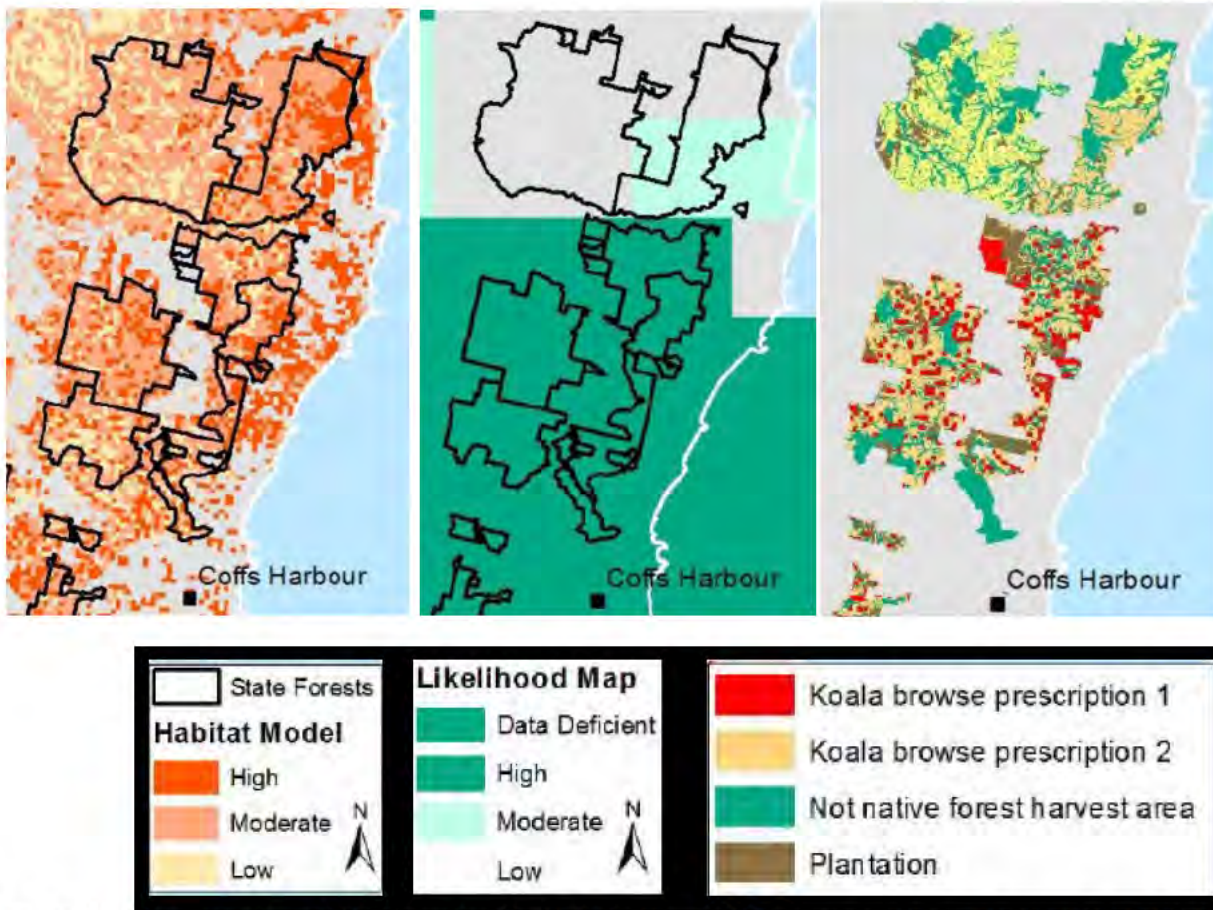 Coffs Harbour
Coffs Harbour
Coffs Harbour
State Forests
Habitat Model
High
Moderate
Low
N
Likelihood Map
Data Deficient
High
Moderate
Low
N
Koala browse prescription 1
Koala browse prescription 2
Not native forest harvest area
Plantation